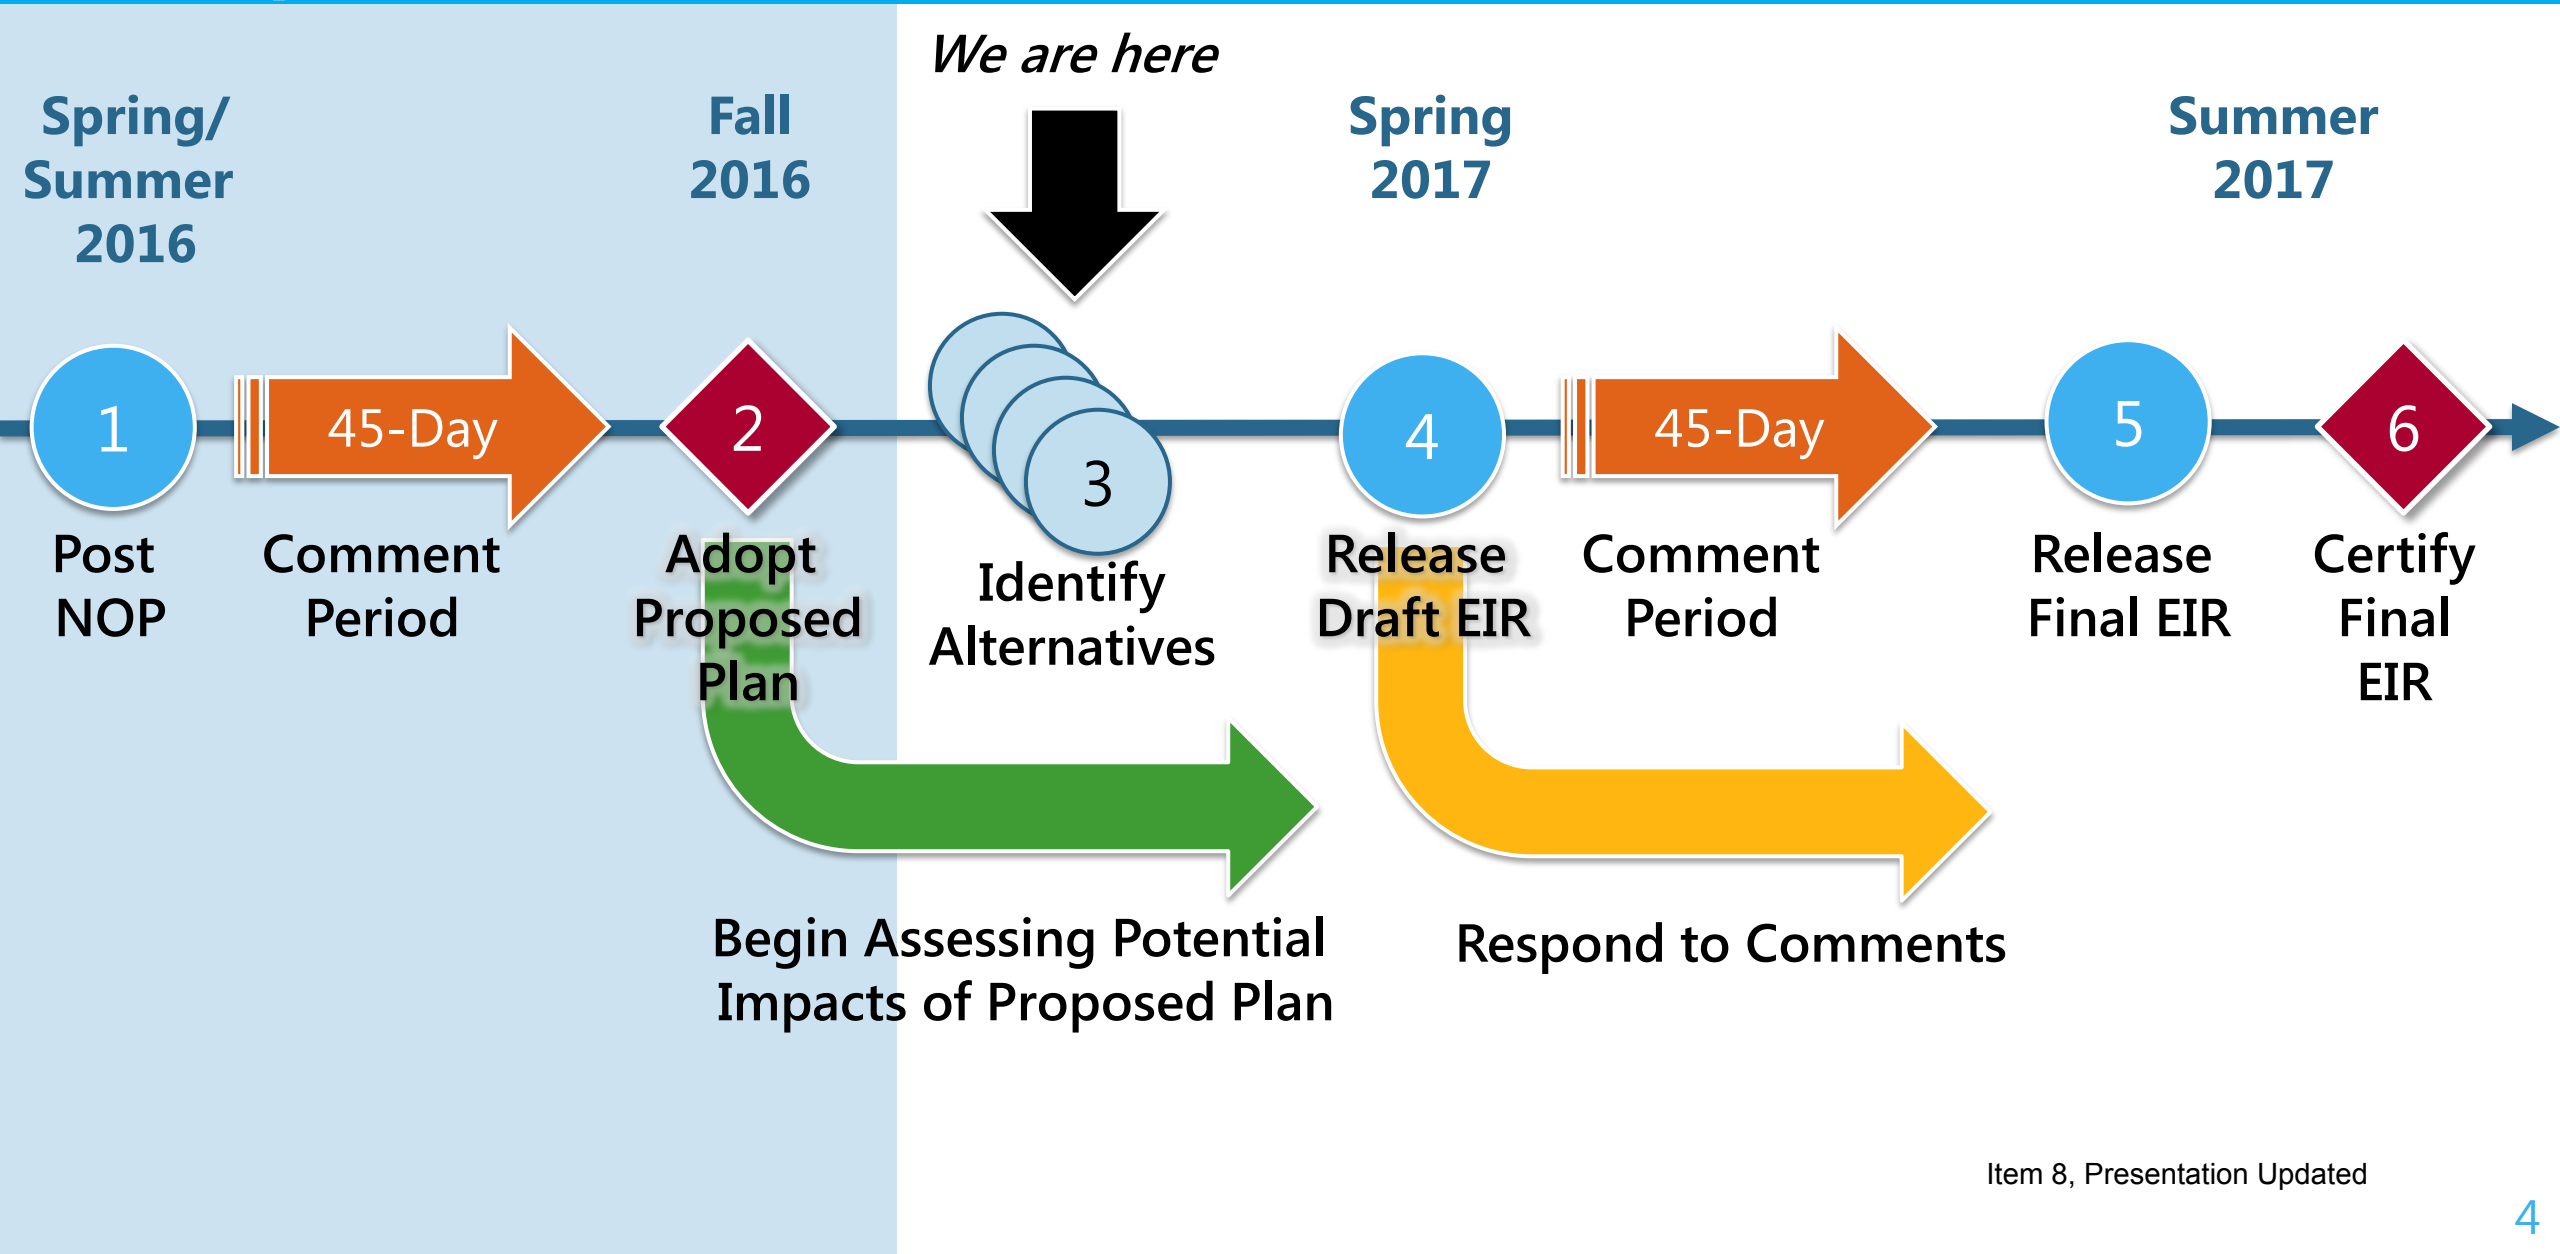 We are here
Spring/
Summer
2016
Fall
2016
Spring
2017
Summer
2017
1
45-Day
2
3
4
45-Day
5
6
Post
NOP
Comment
Period
Adopt
Proposed
Plan
Identify
Alternatives
Release
Draft EIR
Comment
Period
Release
Final EIR
Certify
Final
EIR
Begin Assessing Potential
Impacts of Proposed Plan
Respond to Comments
Item 8, Presentation Updated
4